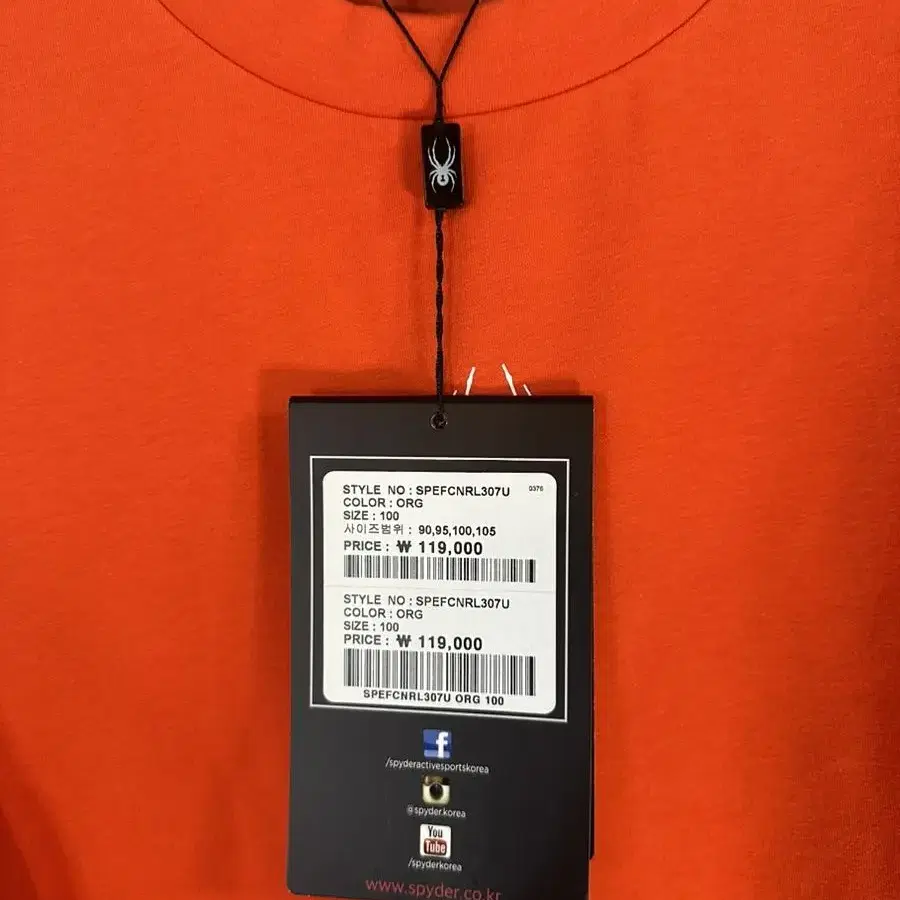 STYLE NO : SPEFCNRL307U 0376
COLOR : ORG
SIZE : 100
사이즈범위 : 90,95,100,105
PRICE : ₩ 119,000
STYLE NO : SPEFCNRL307U
COLOR : ORG
SIZE : 100
PRICE : ₩ 119,000
SPEFCNRL307U ORG 100
f
/spyderactivesportskorea
@spyder.korea
You
Tube
/spyderkorea
www.spyder.co.kr